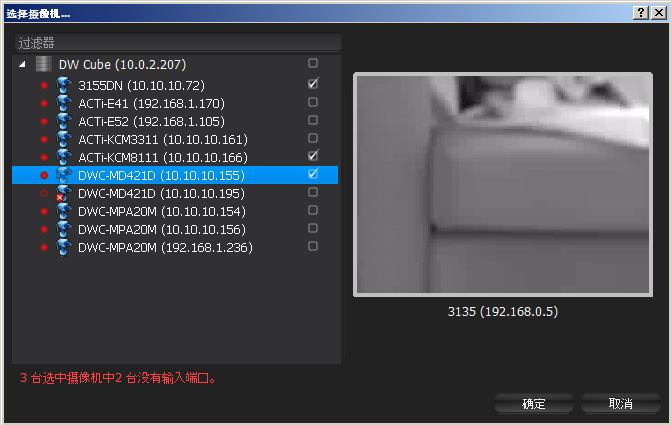 选择摄像机...
过滤器
DW Cube (10.0.2.207)
3155DN (10.10.10.72)
ACTi-E41 (192.168.1.170)
ACTi-E52 (192.168.1.105)
ACTi-KCM3311 (10.10.10.161)
ACTi-KCM8111 (10.10.10.166)
DWC-MD421D (10.10.10.155)
DWC-MD421D (10.10.10.195)
DWC-MPA20M (10.10.10.154)
DWC-MPA20M (10.10.10.156)
DWC-MPA20M (192.168.1.236)
3135 (192.168.0.5)
3 台选中摄像机中2 台没有输入端口。
确定 取消